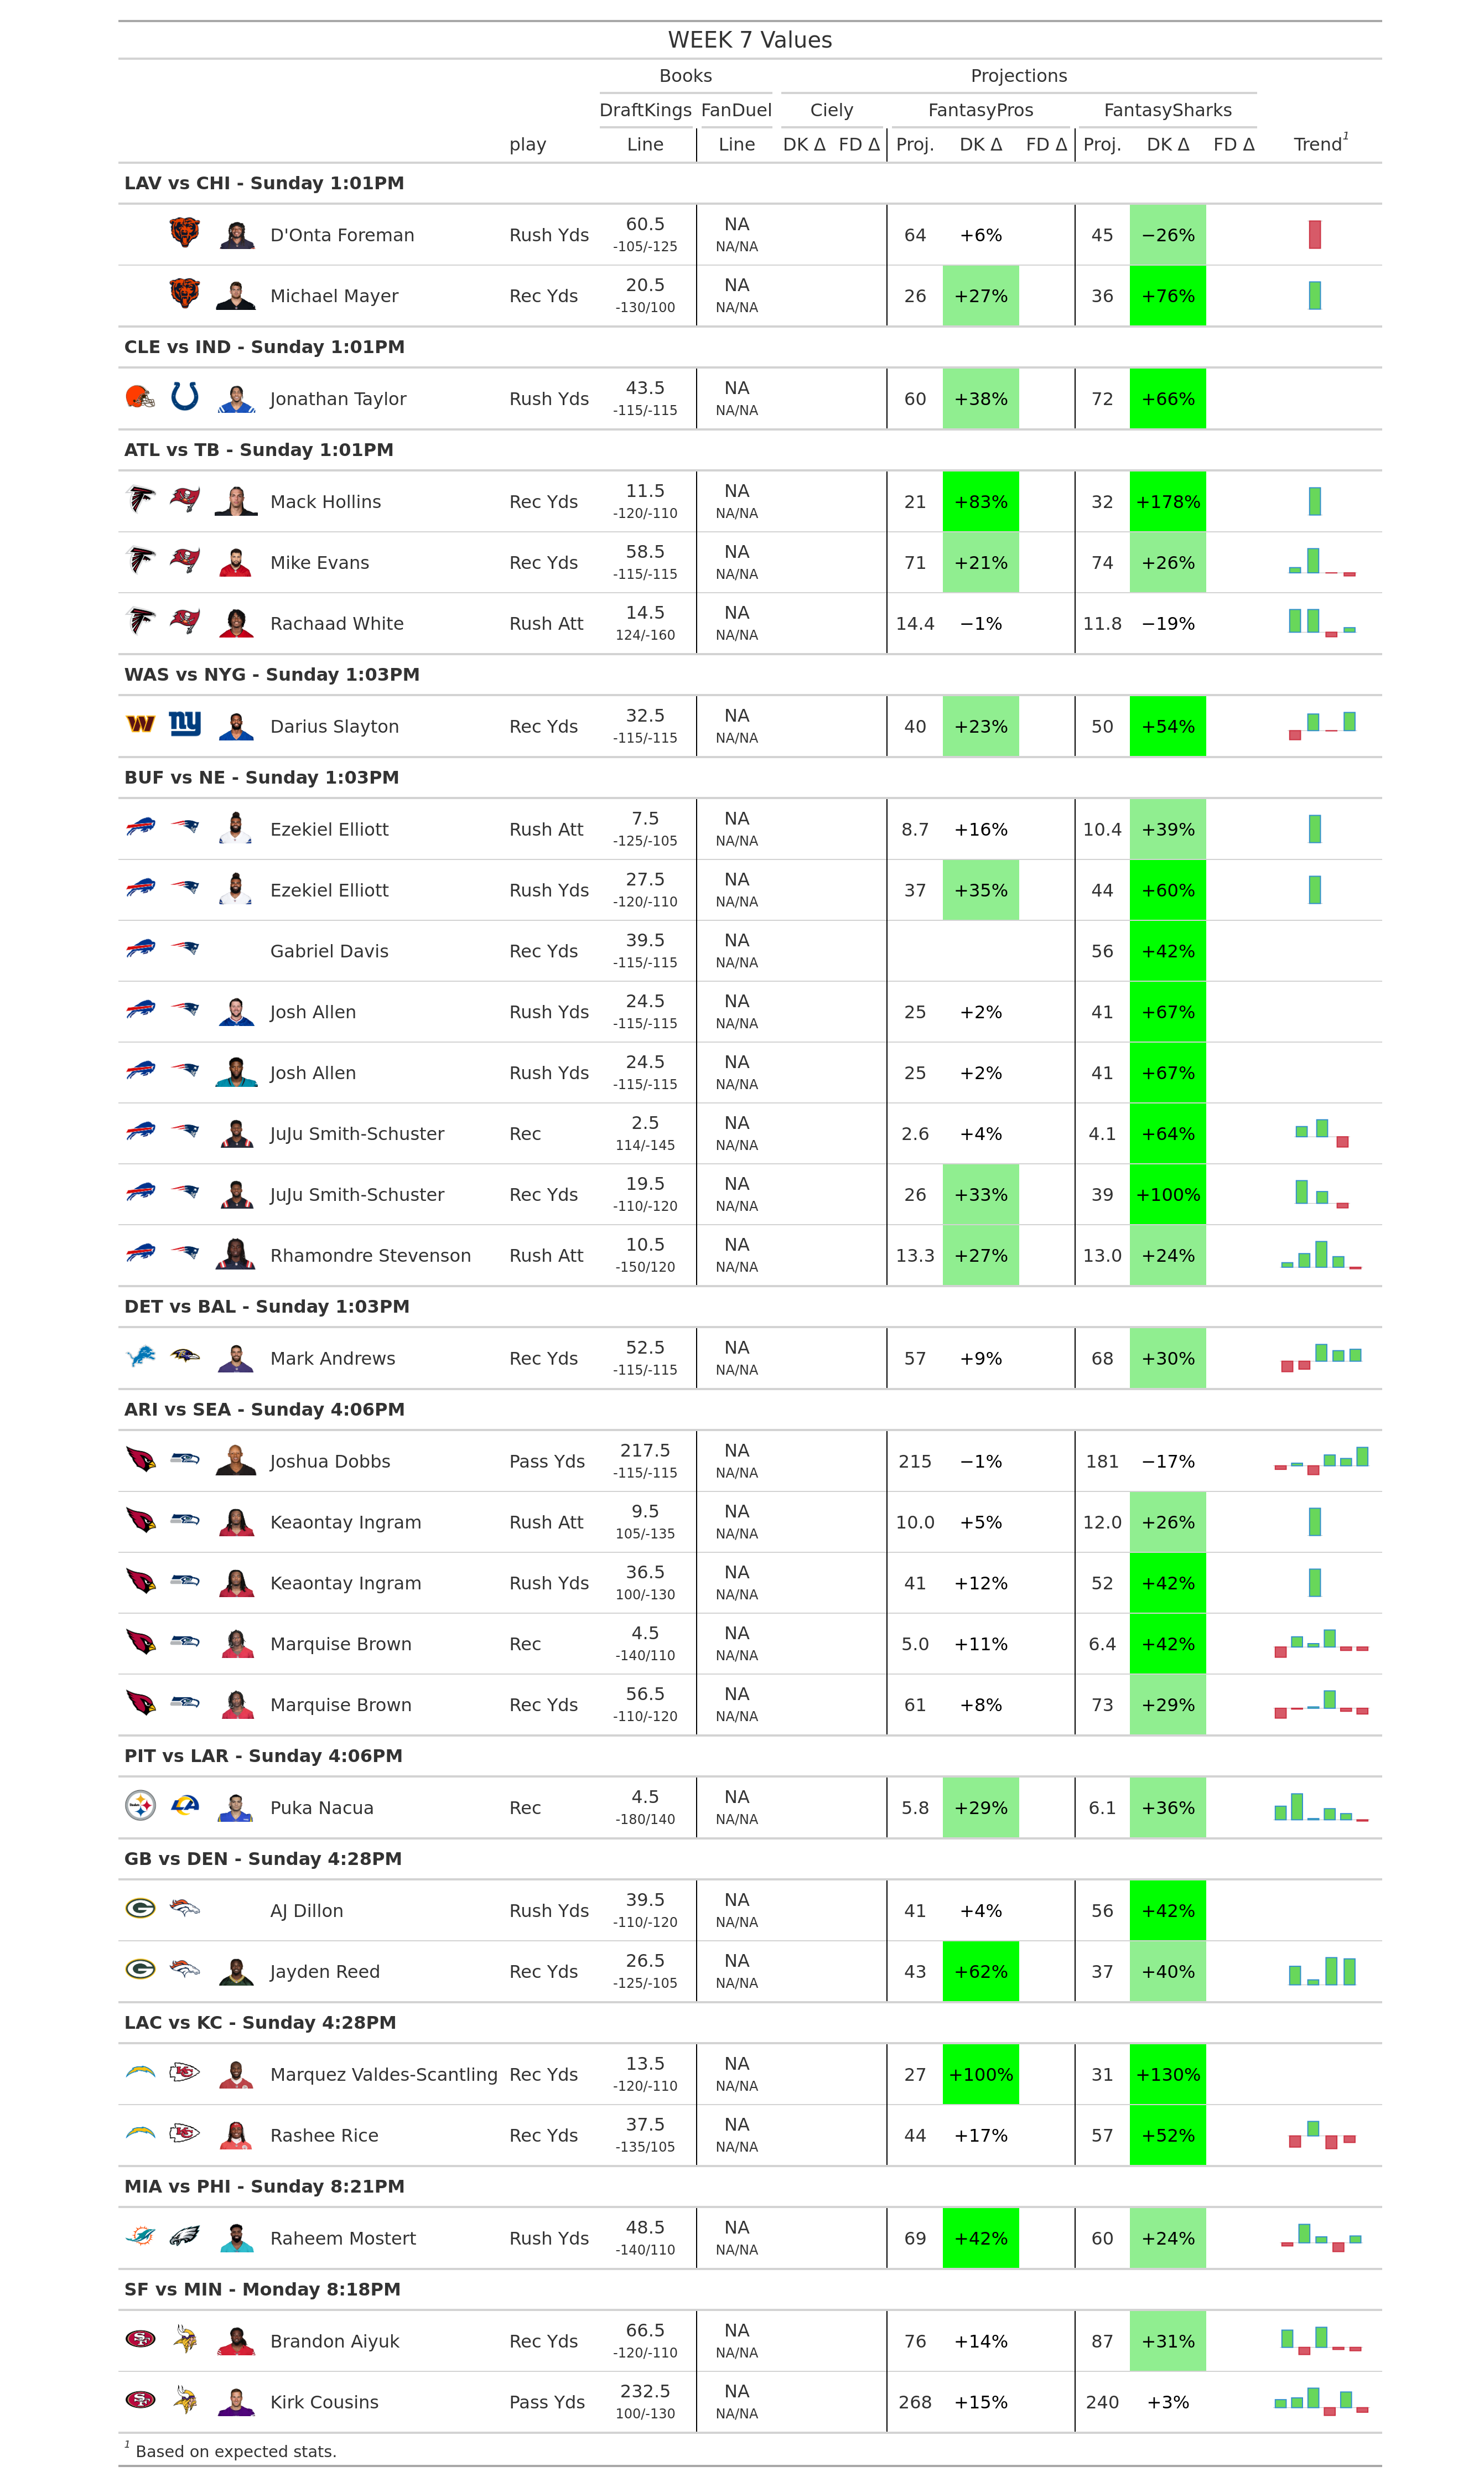 WEEK 7 Values
Books Projections
DraftKings FanDuel Ciely FantasyPros FantasySharks
play Line Line DK Δ FD Δ Proj. DK Δ FD Δ Proj. DK Δ FD Δ Trend1
LAV vs CHI - Sunday 1:01PM
D'Onta Foreman Rush Yds 60.5 NA 64 +6% 45 −26%
-105/-125 NA/NA
Michael Mayer Rec Yds 20.5 NA 26 +27% 36 +76%
-130/100 NA/NA
CLE vs IND - Sunday 1:01PM
Jonathan Taylor Rush Yds 43.5 NA 60 +38% 72 +66%
-115/-115 NA/NA
ATL vs TB - Sunday 1:01PM
Mack Hollins Rec Yds 11.5 NA 21 +83% 32 +178%
-120/-110 NA/NA
Mike Evans Rec Yds 58.5 NA 71 +21% 74 +26%
-115/-115 NA/NA
Rachaad White Rush Att 14.5 NA 14.4 −1% 11.8 −19%
124/-160 NA/NA
WAS vs NYG - Sunday 1:03PM
Darius Slayton Rec Yds 32.5 NA 40 +23% 50 +54%
-115/-115 NA/NA
BUF vs NE - Sunday 1:03PM
Ezekiel Elliott Rush Att 7.5 NA 8.7 +16% 10.4 +39%
-125/-105 NA/NA
Ezekiel Elliott Rush Yds 27.5 NA 37 +35% 44 +60%
-120/-110 NA/NA
Gabriel Davis Rec Yds 39.5 NA 56 +42%
-115/-115 NA/NA
Josh Allen Rush Yds 24.5 NA 25 +2% 41 +67%
-115/-115 NA/NA
Josh Allen Rush Yds 24.5 NA 25 +2% 41 +67%
-115/-115 NA/NA
JuJu Smith-Schuster Rec 2.5 NA 2.6 +4% 4.1 +64%
114/-145 NA/NA
JuJu Smith-Schuster Rec Yds 19.5 NA 26 +33% 39 +100%
-110/-120 NA/NA
Rhamondre Stevenson Rush Att 10.5 NA 13.3 +27% 13.0 +24%
-150/120 NA/NA
DET vs BAL - Sunday 1:03PM
Mark Andrews Rec Yds 52.5 NA 57 +9% 68 +30%
-115/-115 NA/NA
ARI vs SEA - Sunday 4:06PM
Joshua Dobbs Pass Yds 217.5 NA 215 −1% 181 −17%
-115/-115 NA/NA
Keaontay Ingram Rush Att 9.5 NA 10.0 +5% 12.0 +26%
105/-135 NA/NA
Keaontay Ingram Rush Yds 36.5 NA 41 +12% 52 +42%
100/-130 NA/NA
Marquise Brown Rec 4.5 NA 5.0 +11% 6.4 +42%
-140/110 NA/NA
Marquise Brown Rec Yds 56.5 NA 61 +8% 73 +29%
-110/-120 NA/NA
PIT vs LAR - Sunday 4:06PM
Puka Nacua Rec 4.5 NA 5.8 +29% 6.1 +36%
-180/140 NA/NA
GB vs DEN - Sunday 4:28PM
AJ Dillon Rush Yds 39.5 NA 41 +4% 56 +42%
-110/-120 NA/NA
Jayden Reed Rec Yds 26.5 NA 43 +62% 37 +40%
-125/-105 NA/NA
LAC vs KC - Sunday 4:28PM
Marquez Valdes-Scantling Rec Yds 13.5 NA 27 +100% 31 +130%
-120/-110 NA/NA
Rashee Rice Rec Yds 37.5 NA 44 +17% 57 +52%
-135/105 NA/NA
MIA vs PHI - Sunday 8:21PM
Raheem Mostert Rush Yds 48.5 NA 69 +42% 60 +24%
-140/110 NA/NA
SF vs MIN - Monday 8:18PM
Brandon Aiyuk Rec Yds 66.5 NA 76 +14% 87 +31%
-120/-110 NA/NA
Kirk Cousins Pass Yds 232.5 NA 268 +15% 240 +3%
100/-130 NA/NA
1 Based on expected stats.